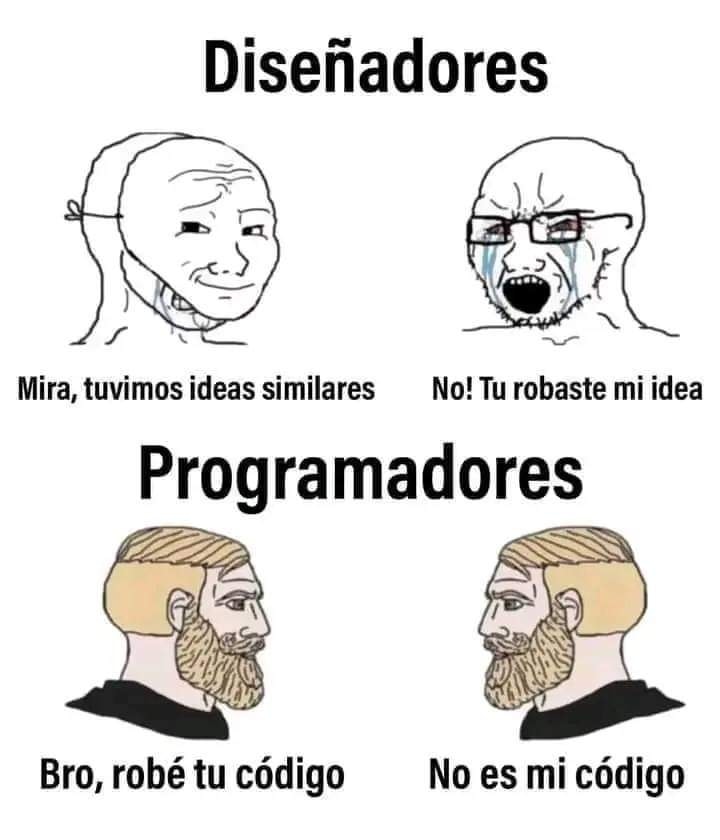 Diseñadores
Mira, tuvimos ideas similares
No! Tu robaste mi idea
Programadores
Bro, robé tu código
No es mi código